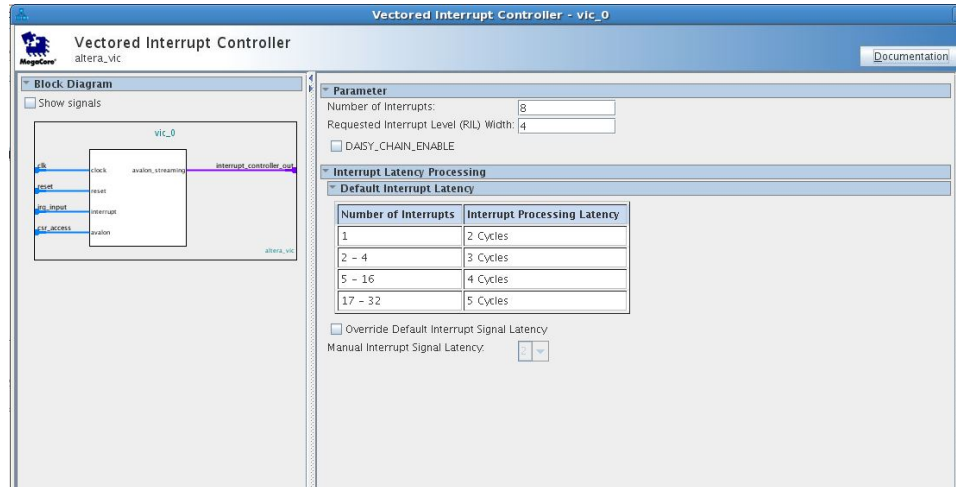 Vectored Interrupt Controller - vic_0
MegaCore'
Vectored Interrupt Controller
altera_vic
Documentation
Block Diagram
Show signals
vic_0
clk
clock
avalon_streaming
interrupt_controller_out
reset
reset
irq_input
interrupt
csr_access
avalon
altera_vic
Parameter
Number of Interrupts: 8
Requested Interrupt Level (RIL) Width: 4
DAISY_CHAIN_ENABLE
Interrupt Latency Processing
Default Interrupt Latency
Number of Interrupts Interrupt Processing Latency
1 2 Cycles
2 - 4 3 Cycles
5 - 16 4 Cycles
17 - 32 5 Cycles
Override Default Interrupt Signal Latency
Manual Interrupt Signal Latency: 2